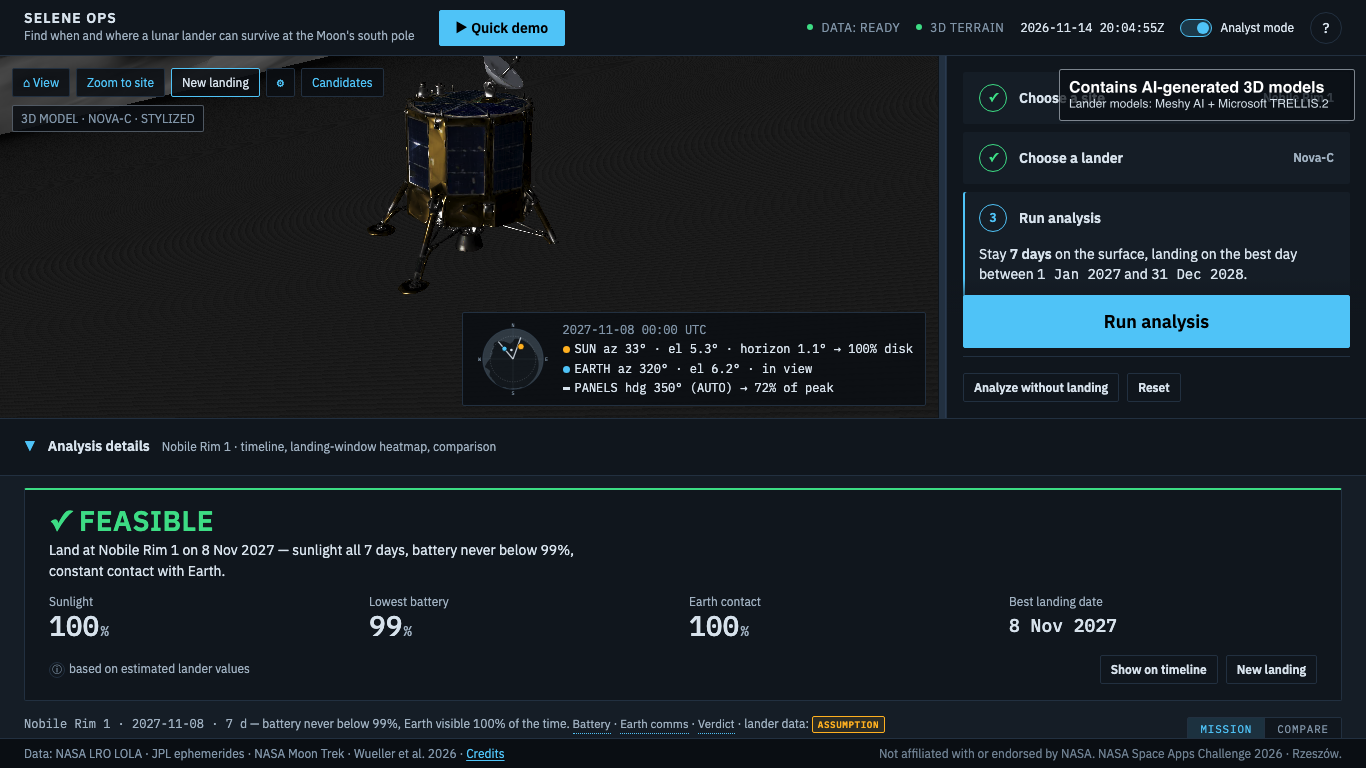 SELENE OPS
Find when and where a lunar lander can survive at the Moon's south pole
▶ Quick demo
DATA: READY
3D TERRAIN
2026-11-14 20:04:55Z
Analyst mode
?
⌂ View
Zoom to site
New landing
⚙
Candidates
3D MODEL · NOVA-C · STYLIZED
Contains AI-generated 3D models
Lander models: Meshy AI + Microsoft TRELLIS.2
✓ Choose a site Nobile Rim 1
✓ Choose a lander Nova-C
3 Run analysis
Stay 7 days on the surface, landing on the best day
between 1 Jan 2027 and 31 Dec 2028.
Run analysis
Analyze without landing
Reset
2027-11-08 00:00 UTC
SUN az 33° · el 5.3° · horizon 1.1° → 100% disk
EARTH az 320° · el 6.2° · in view
PANELS hdg 350° (AUTO) → 72% of peak
▼ Analysis details Nobile Rim 1 · timeline, landing-window heatmap, comparison
✓ FEASIBLE
Land at Nobile Rim 1 on 8 Nov 2027 — sunlight all 7 days, battery never below 99%,
constant contact with Earth.
Sunlight
100%
Lowest battery
99%
Earth contact
100%
Best landing date
8 Nov 2027
ⓘ based on estimated lander values
Show on timeline
New landing
Nobile Rim 1 · 2027-11-08 · 7 d — battery never below 99%, Earth visible 100% of the time. Battery · Earth comms · Verdict · lander data: ASSUMPTION
MISSION
COMPARE
Data: NASA LRO LOLA · JPL ephemerides · NASA Moon Trek · Wueller et al. 2026 · Credits
Not affiliated with or endorsed by NASA. NASA Space Apps Challenge 2026 · Rzeszów.